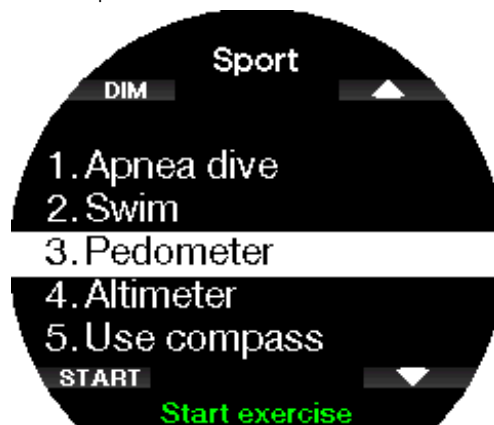 Sport
DIM
1. Apnea dive
2. Swim
3. Pedometer
4. Altimeter
5. Use compass
START
Start exercise